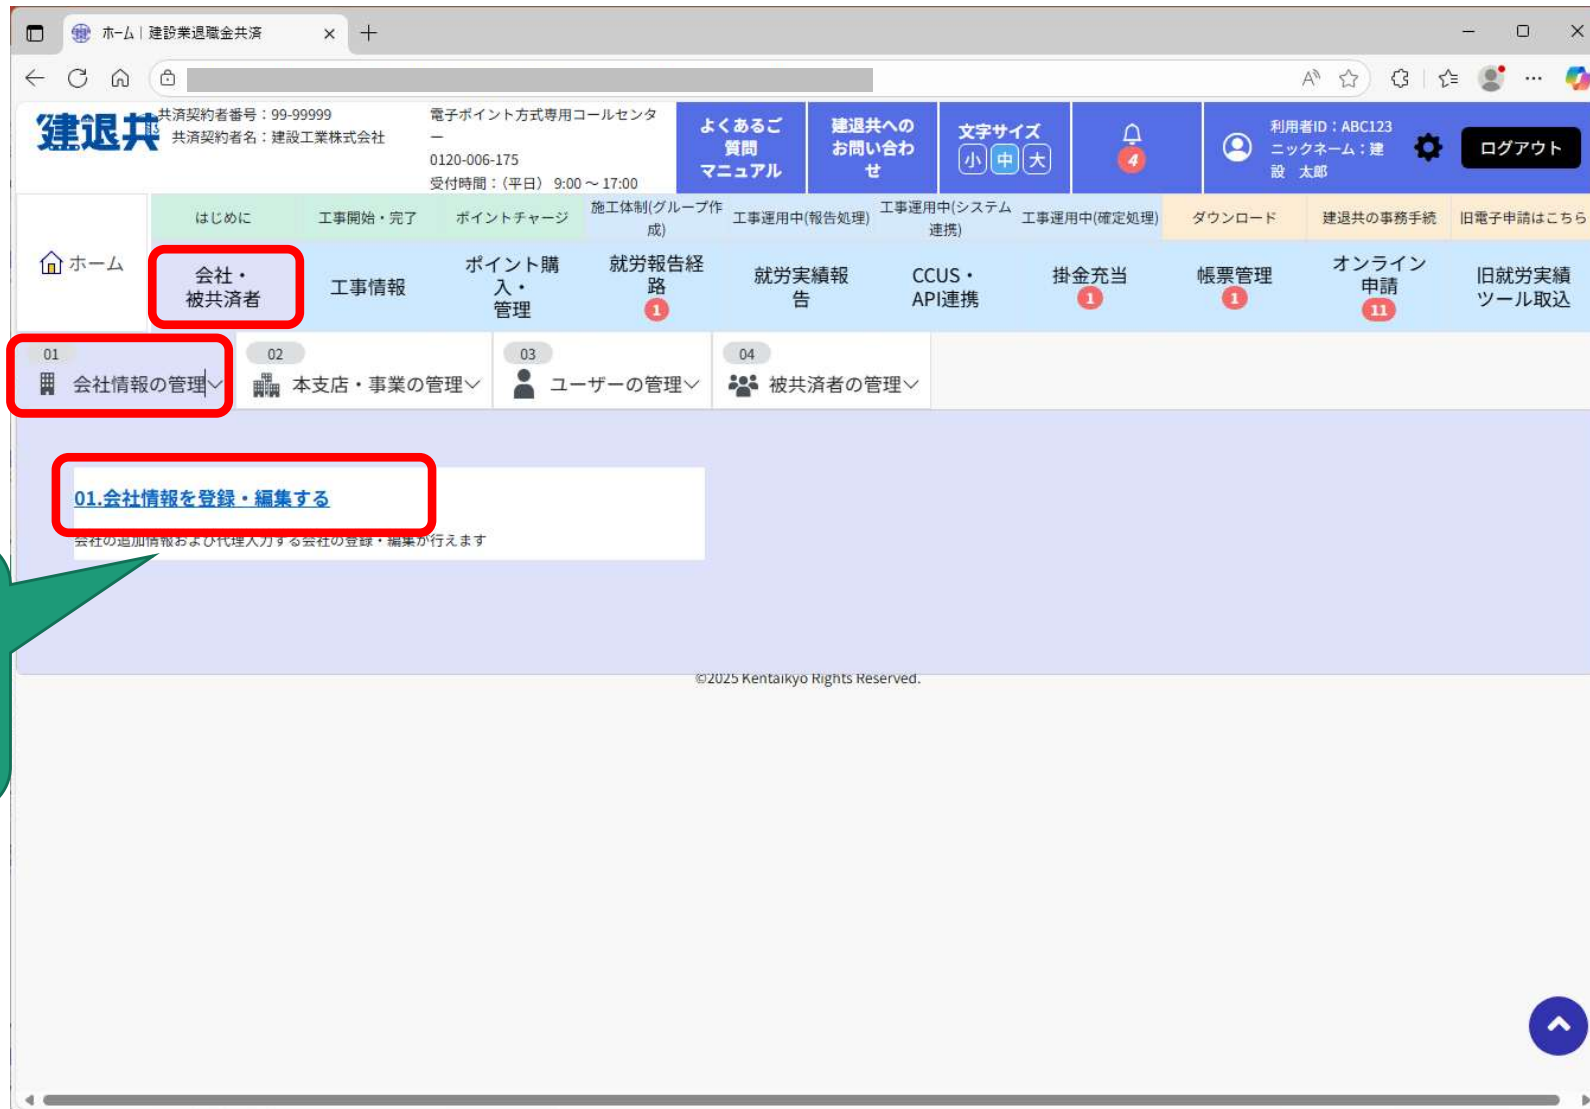 ホーム | 建設業退職金共済
建退共
共済契約者番号：99-99999
共済契約者名：建設工業株式会社
電子ポイント方式専用コールセンタ
ー
0120-006-175
受付時間：（平日） 9:00 ～ 17:00
よくあるご
質問
マニュアル
建退共への
お問い合わ
せ
文字サイズ
小 中 大
4
利用者ID：ABC123
ニックネーム：建
設 太郎
ログアウト
ホーム
はじめに
工事開始・完了
ポイントチャージ
施工体制(グループ作
成)
工事運用中(報告処理)
工事運用中(システム
連携)
工事運用中(確定処理)
ダウンロード
建退共の事務手続
旧電子申請はこちら
会社・
被共済者
工事情報
ポイント購
入・
管理
就労報告経
路
1
就労実績報
告
CCUS・
API連携
掛金充当
1
帳票管理
1
オンライン
申請
11
旧就労実績
ツール取込
01
会社情報の管理
02
本支店・事業の管理
03
ユーザーの管理
04
被共済者の管理
01.会社情報を登録・編集する
会社の追加情報および代理入力する会社の登録・編集が行えます
©2025 Kentaikyo Rights Reserved.